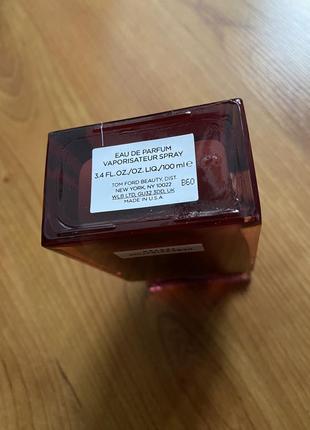 EAU DE PARFUM
VAPORISATEUR SPRAY
3.4 FL.OZ./OZ. LIQ./100 ml ℮
TOM FORD BEAUTY, DIST.
NEW YORK, NY 10022
WLB LTD, GU32 3DD, UK B60
MADE IN U.S.A